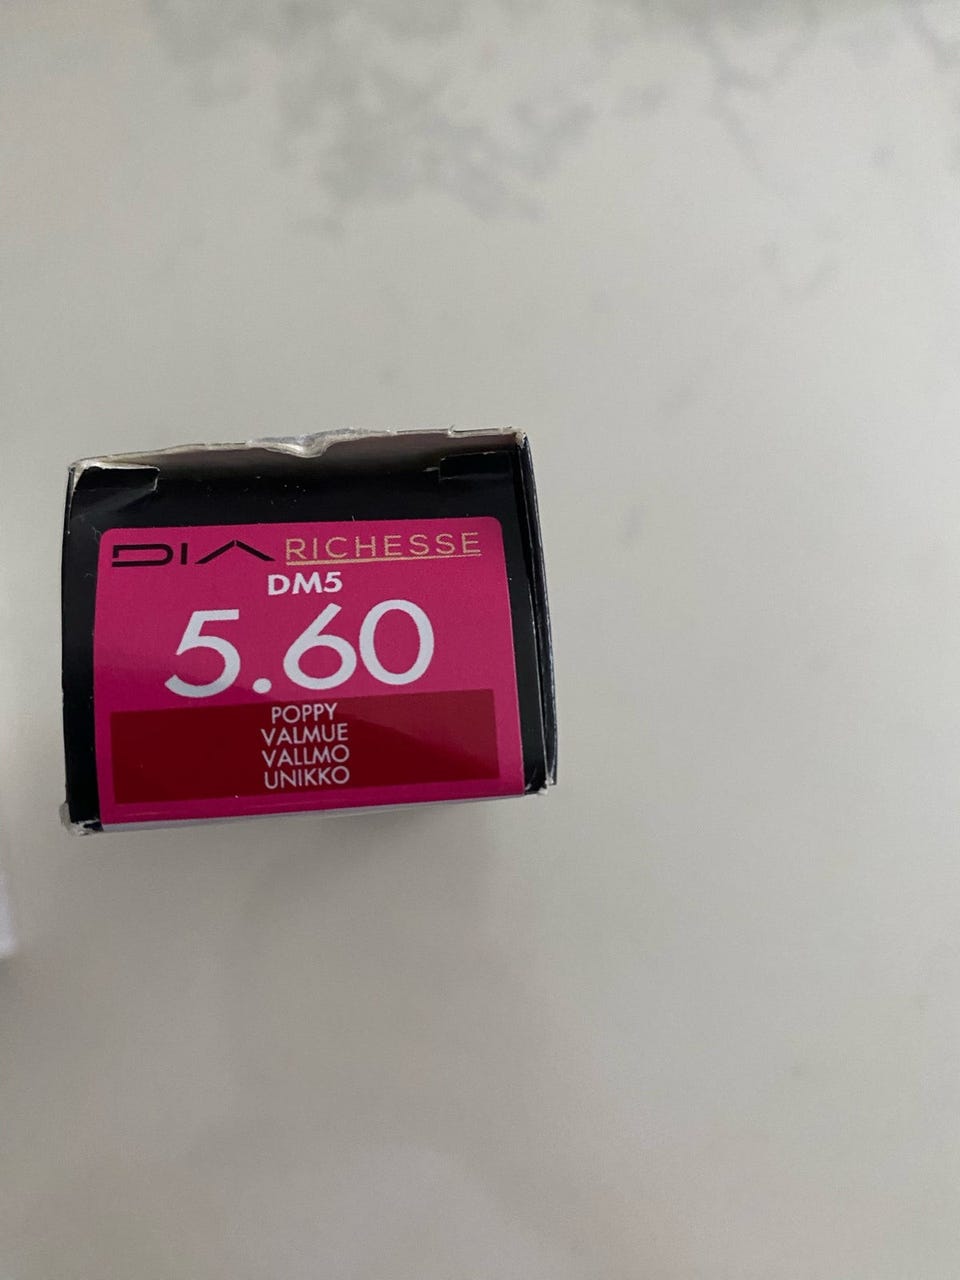 DIA RICHESSE
DM5
5.60
POPPY
VALMUE
VALLMO
UNIKKO